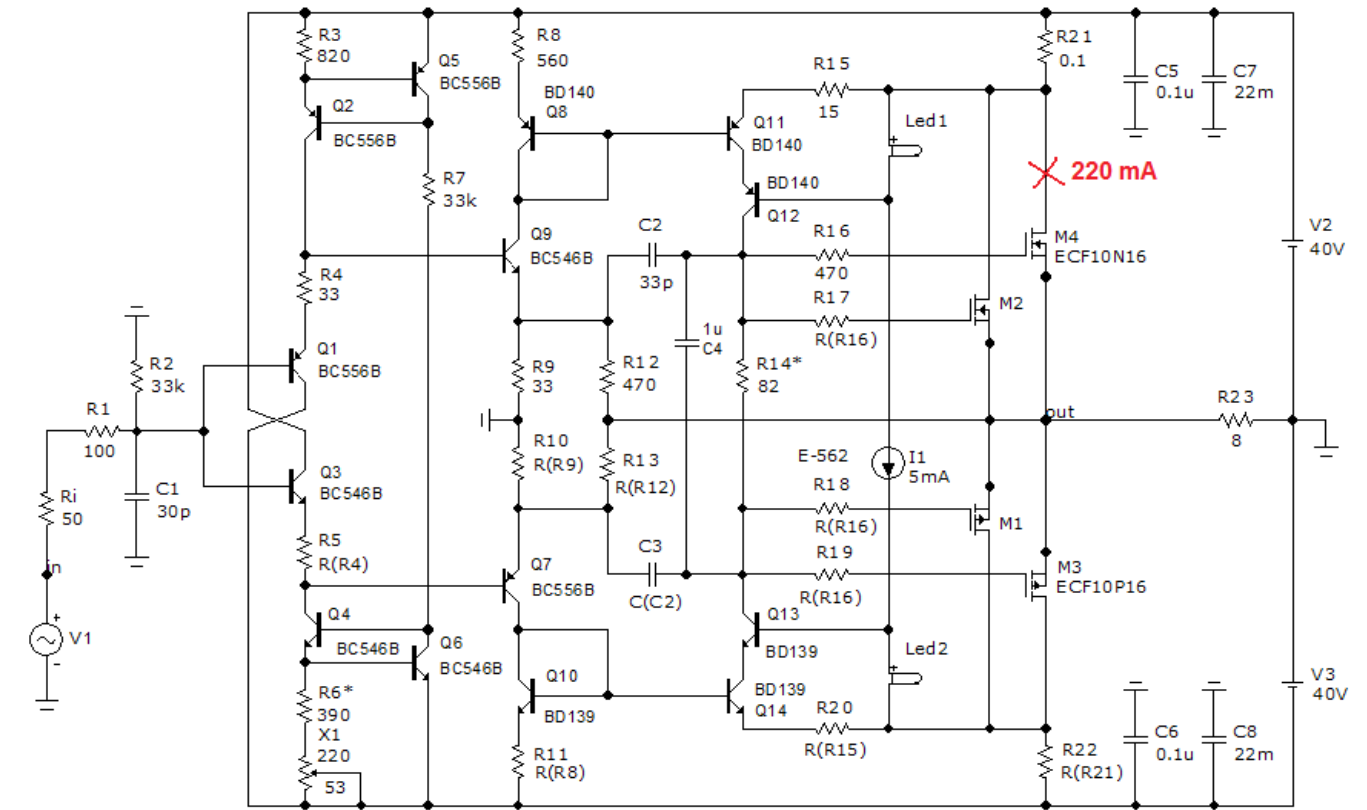 R3
820
Q5
BC556B
Q2
BC556B
R7
33k
R8
560
BD140
Q8
Q9
BC546B
R4
33
R2
33k
Q1
BC556B
R1
100
Ri
50
C1
30p
in
V1
+
-
Q3
BC546B
R5
R(R4)
Q4
BC546B
Q6
BC546B
R6*
390
X1
220
53
R9
33
R10
R(R9)
Q7
BC556B
Q10
BD139
R11
R(R8)
C2
33p
R12
470
R13
R(R12)
C3
C(C2)
1u
C4
R15
15
Q11
BD140
BD140
Q12
R16
470
R17
R(R16)
R14*
82
E-562
I1
5mA
R18
R(R16)
R19
R(R16)
Q13
BD139
BD139
Q14
R20
R(R15)
Led1
+
Led2
+
R21
0.1
220 mA
M4
ECF10N16
M2
out
M1
M3
ECF10P16
R22
R(R21)
C5
0.1u
C7
22m
R23
8
V2
40V
V3
40V
C6
0.1u
C8
22m